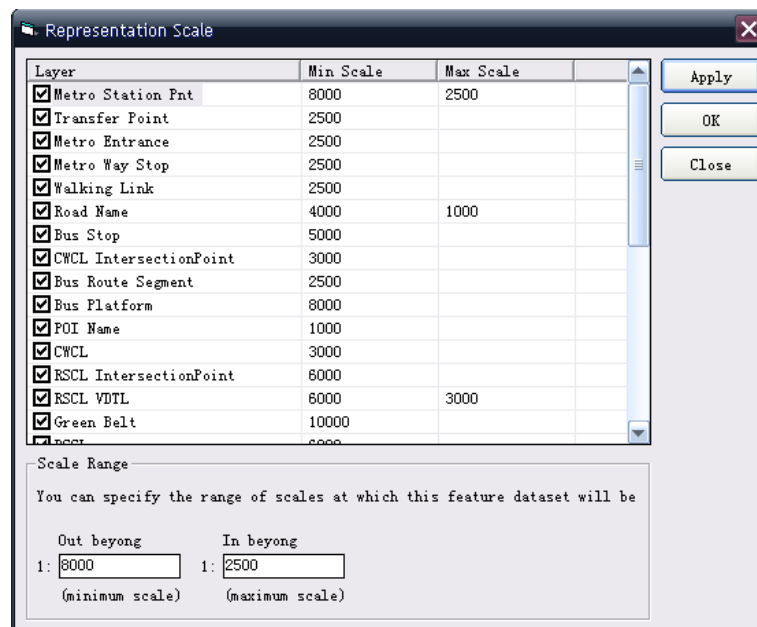 Representation Scale
Layer Min Scale Max Scale
Metro Station Pnt 8000 2500
Transfer Point 2500
Metro Entrance 2500
Metro Way Stop 2500
Walking Link 2500
Road Name 4000 1000
Bus Stop 5000
CWCL IntersectionPoint 3000
Bus Route Segment 2500
Bus Platform 8000
POI Name 1000
CWCL 3000
RSCL IntersectionPoint 6000
RSCL VDTL 6000 3000
Green Belt 10000
Apply
OK
Close
Scale Range
You can specify the range of scales at which this feature dataset will be
Out beyong In beyong
1: 8000 1: 2500
(minimum scale) (maximum scale)